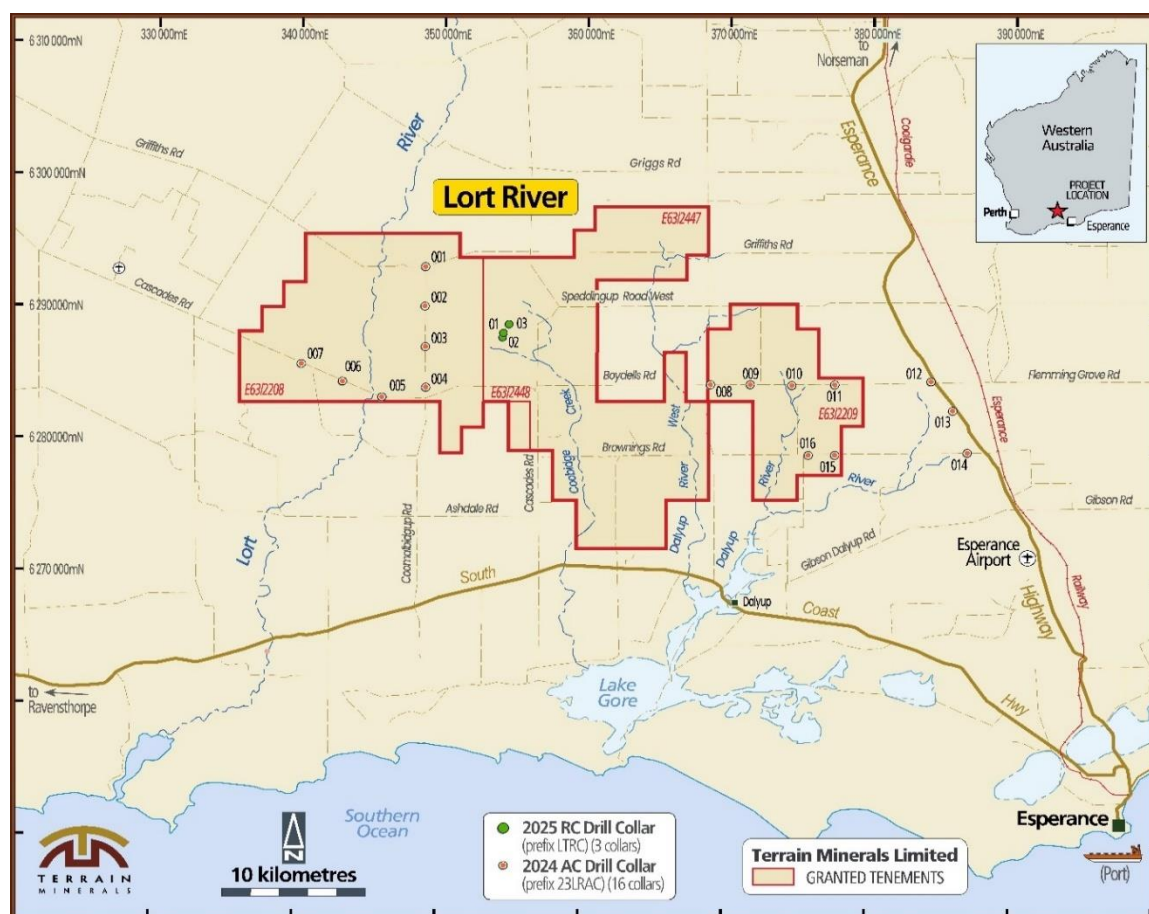 330 000mE
340 000mE
350 000mE
360 000mE
370 000mE
380 000mE
390 000mE
6 310 000mN
6 300 000mN
6 290 000mN
6 280 000mN
6 270 000mN
to
Norseman
Coolgardie
Esperance
Western
Australia
PROJECT
LOCATION
Perth
Esperance
Griffiths Rd
River
Griggs Rd
Lort River
E63/2447
Griffiths Rd
Cascades Rd
Speddingup Road West
001
002
003
004
005
006
007
01
03
02
E63/2208
E63/2448
Boydells Rd
008
009
010
011
E63/2209
012
013
014
016
015
Flemming Grove Rd
Esperance
Coobidge
Creek
West
River
Dalyup
Brownings Rd
River
Dalyup
River
Cascades Rd
Ashdale Rd
Coomalbidgup Rd
Lort
Gibson Rd
Gibson Dalyup Rd
Esperance
Airport
Highway
Railway
South
Coast
Hwy
Dalyup
Lake
Gore
to
Ravensthorpe
Southern
Ocean
Esperance
(Port)
TERRAIN
MINERALS
N
10 kilometres
2025 RC Drill Collar
(prefix LTRC) (3 collars)
2024 AC Drill Collar
(prefix 23LRAC) (16 collars)
Terrain Minerals Limited
GRANTED TENEMENTS